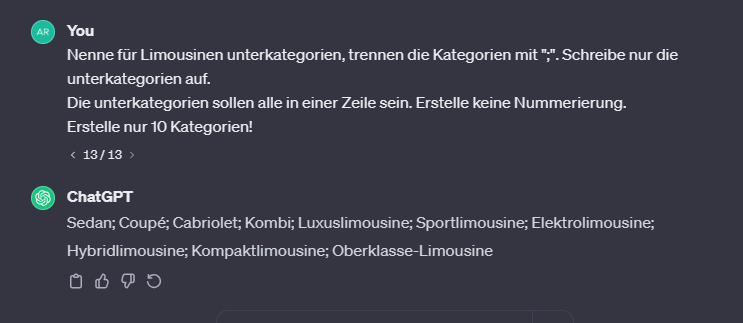 AR You
Nenne für Limousinen unterkategorien, trennen die Kategorien mit ";". Schreibe nur die
unterkategorien auf.
Die unterkategorien sollen alle in einer Zeile sein. Erstelle keine Nummerierung.
Erstelle nur 10 Kategorien!
< 13 / 13 >
ChatGPT
Sedan; Coupé; Cabriolet; Kombi; Luxuslimousine; Sportlimousine; Elektrolimousine;
Hybridlimousine; Kompaktlimousine; Oberklasse-Limousine